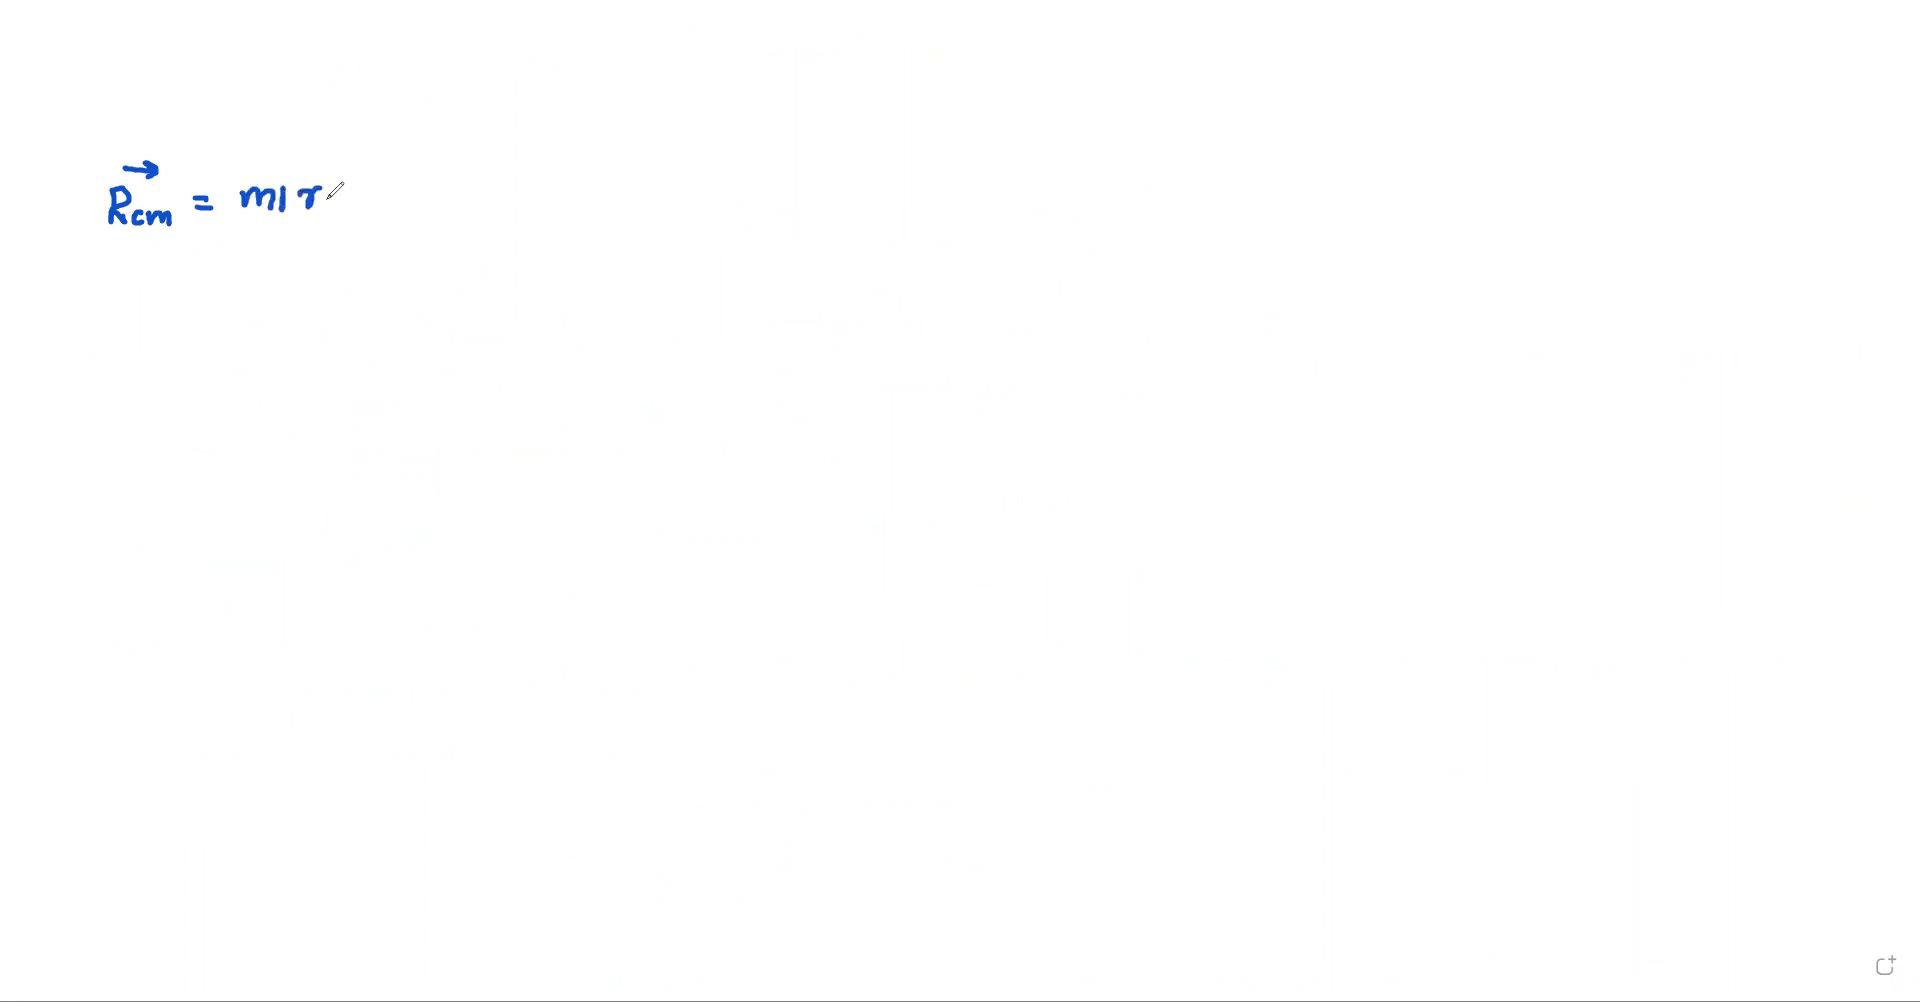 R⃗cm = m1 r